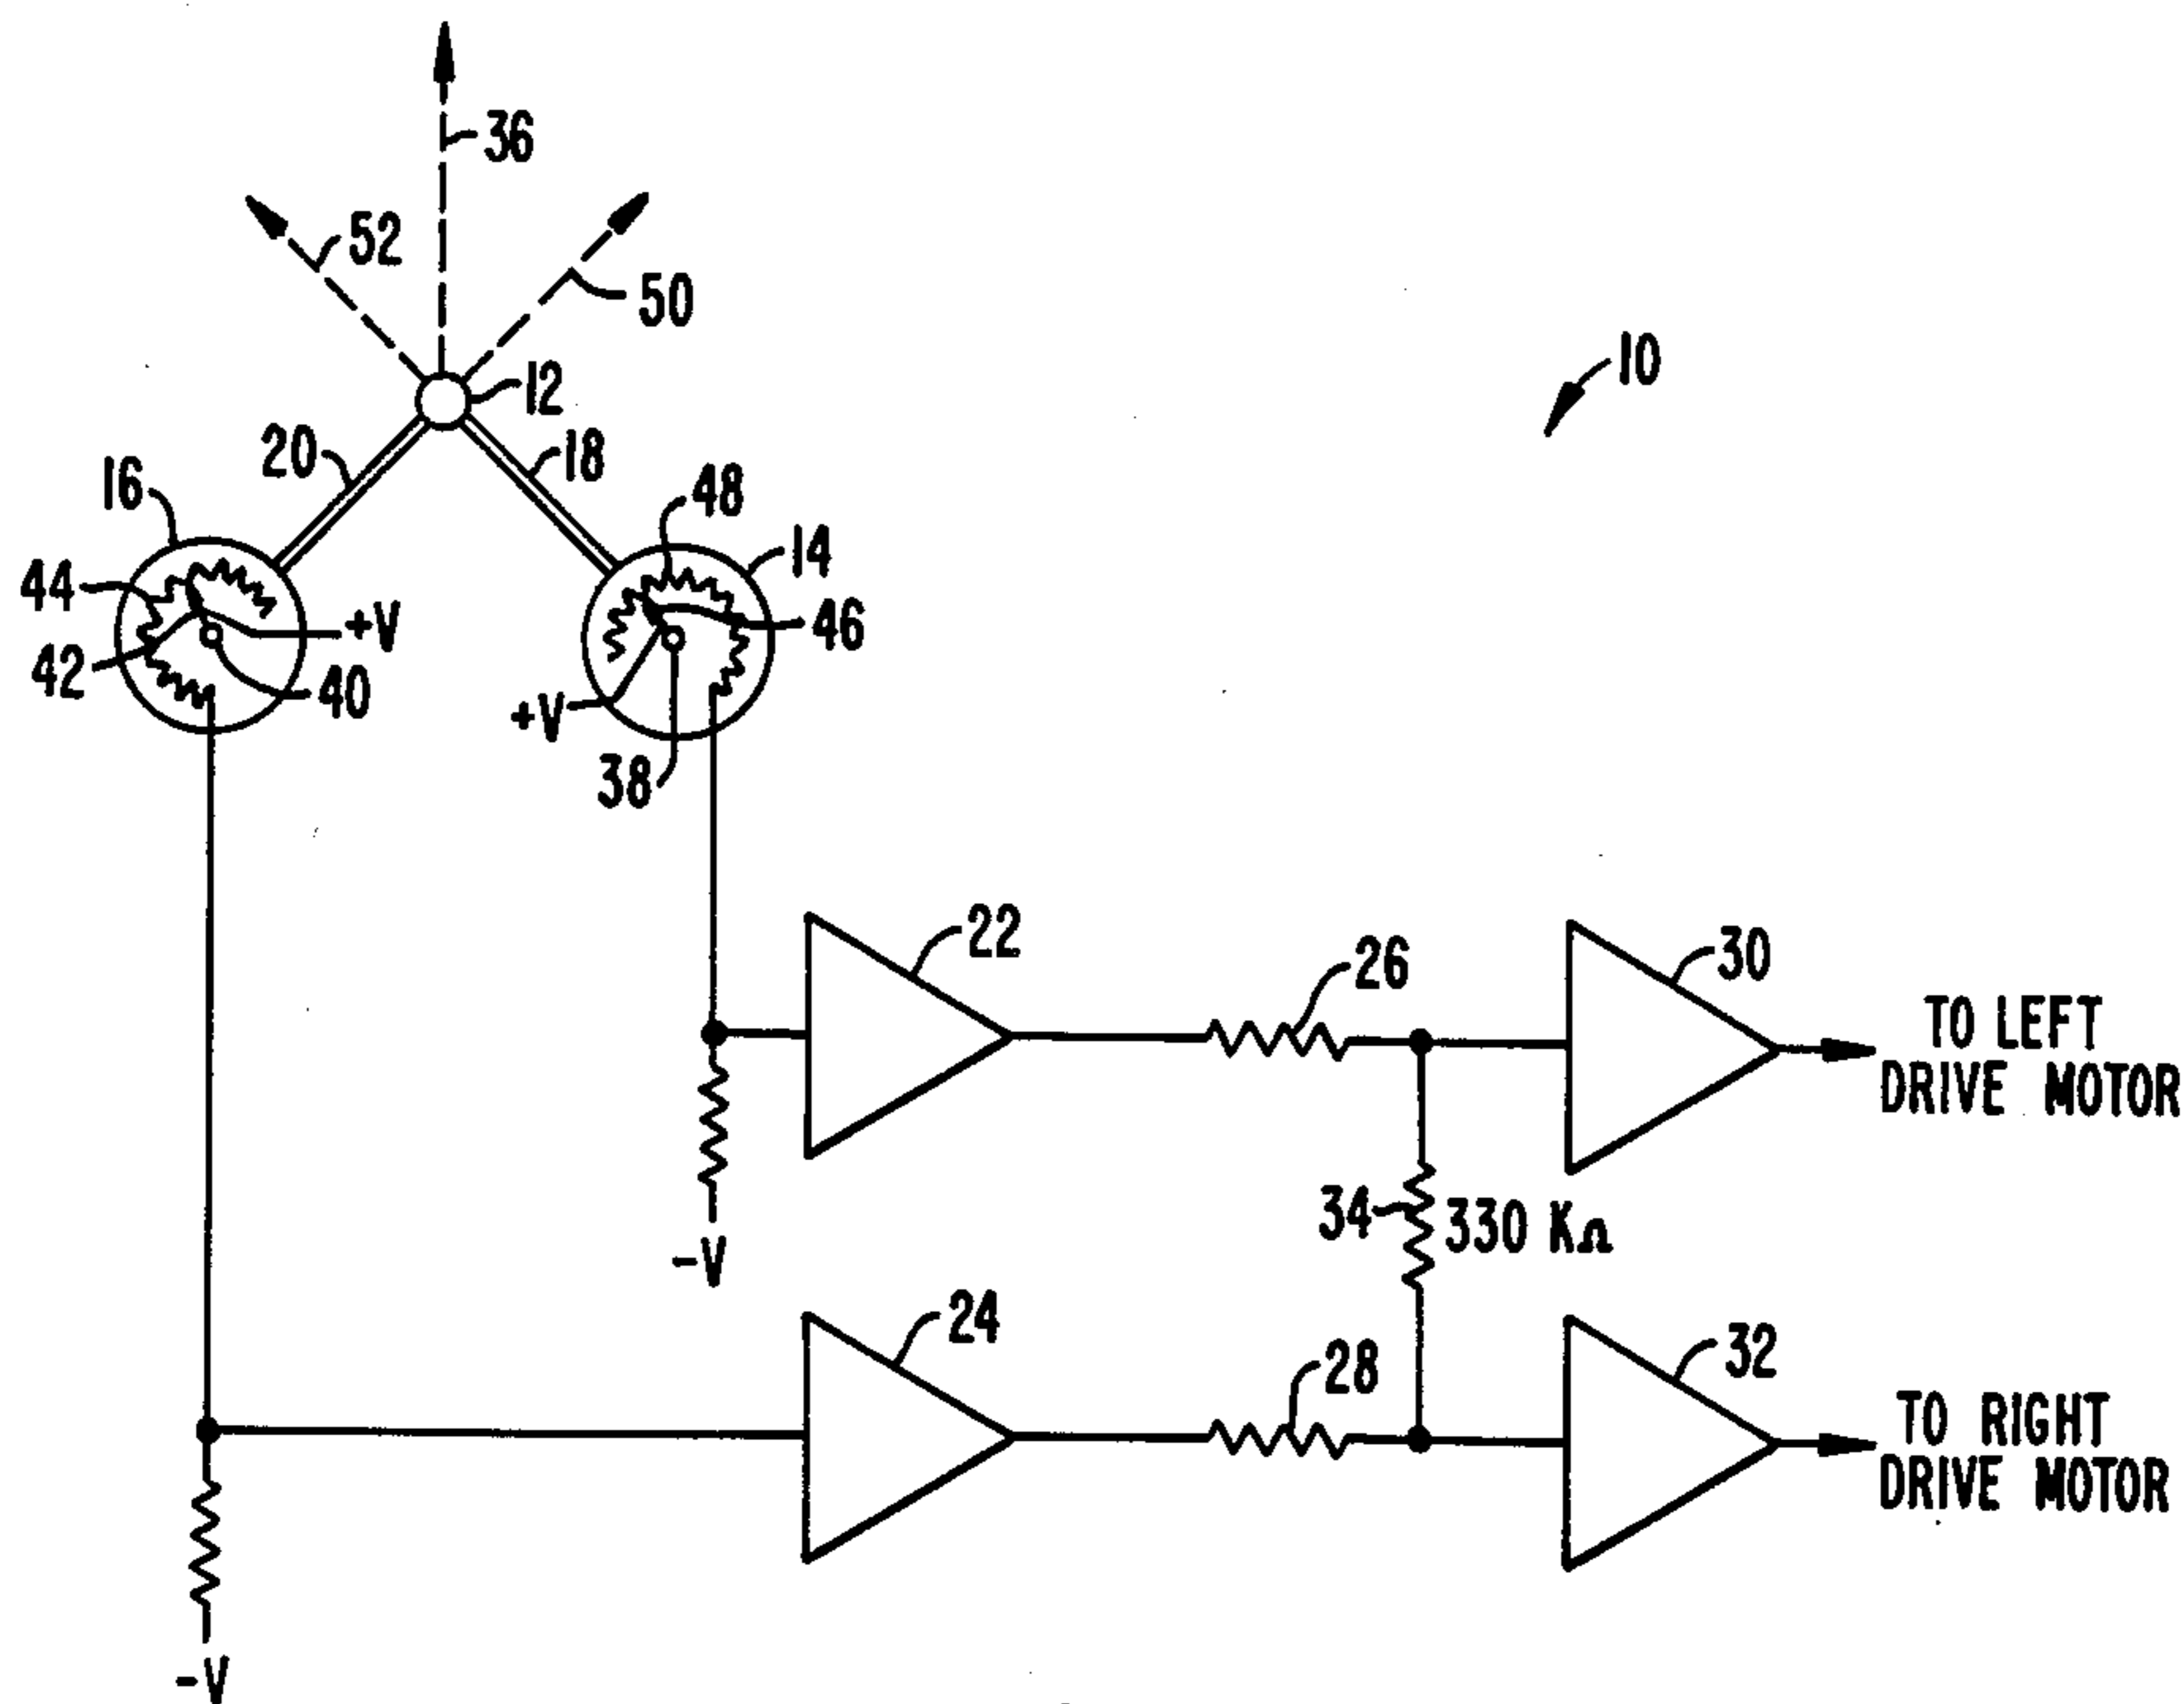 36
52
50
10
12
20
18
16
48
14
44
+V
46
42
40
+V
38
22
26
30
TO LEFT
DRIVE MOTOR
34
330 KΩ
-V
24
28
32
TO RIGHT
DRIVE MOTOR
-V